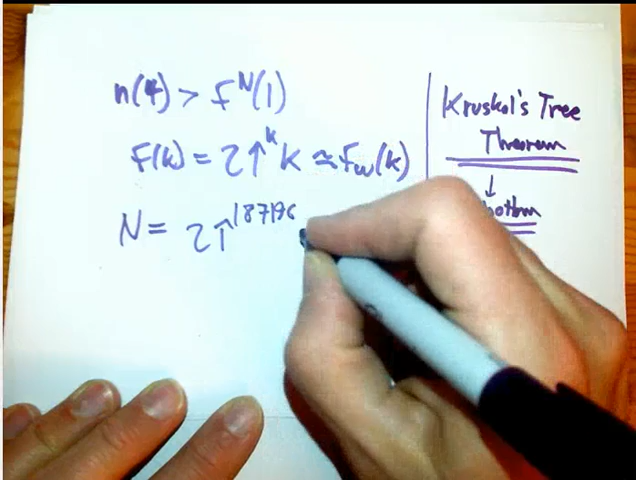 n(4) > f^N(1)
f(k) = 2↑^k k ≈ f_ω(k)
N = 2↑^187196
Kruskal's Tree
Theorem
↓